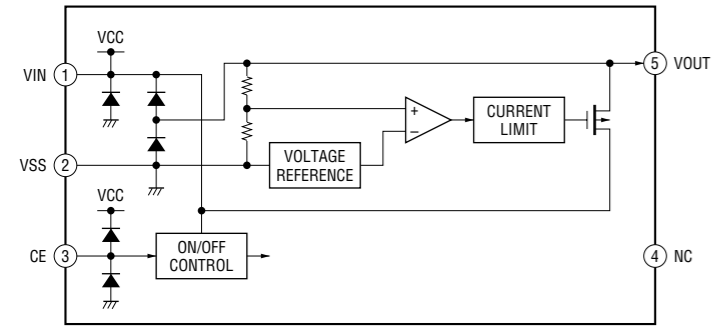 VCC
VIN 1
5 VOUT
+
−
CURRENT
LIMIT
VSS 2
VOLTAGE
REFERENCE
VCC
CE 3
ON/OFF
CONTROL
4 NC